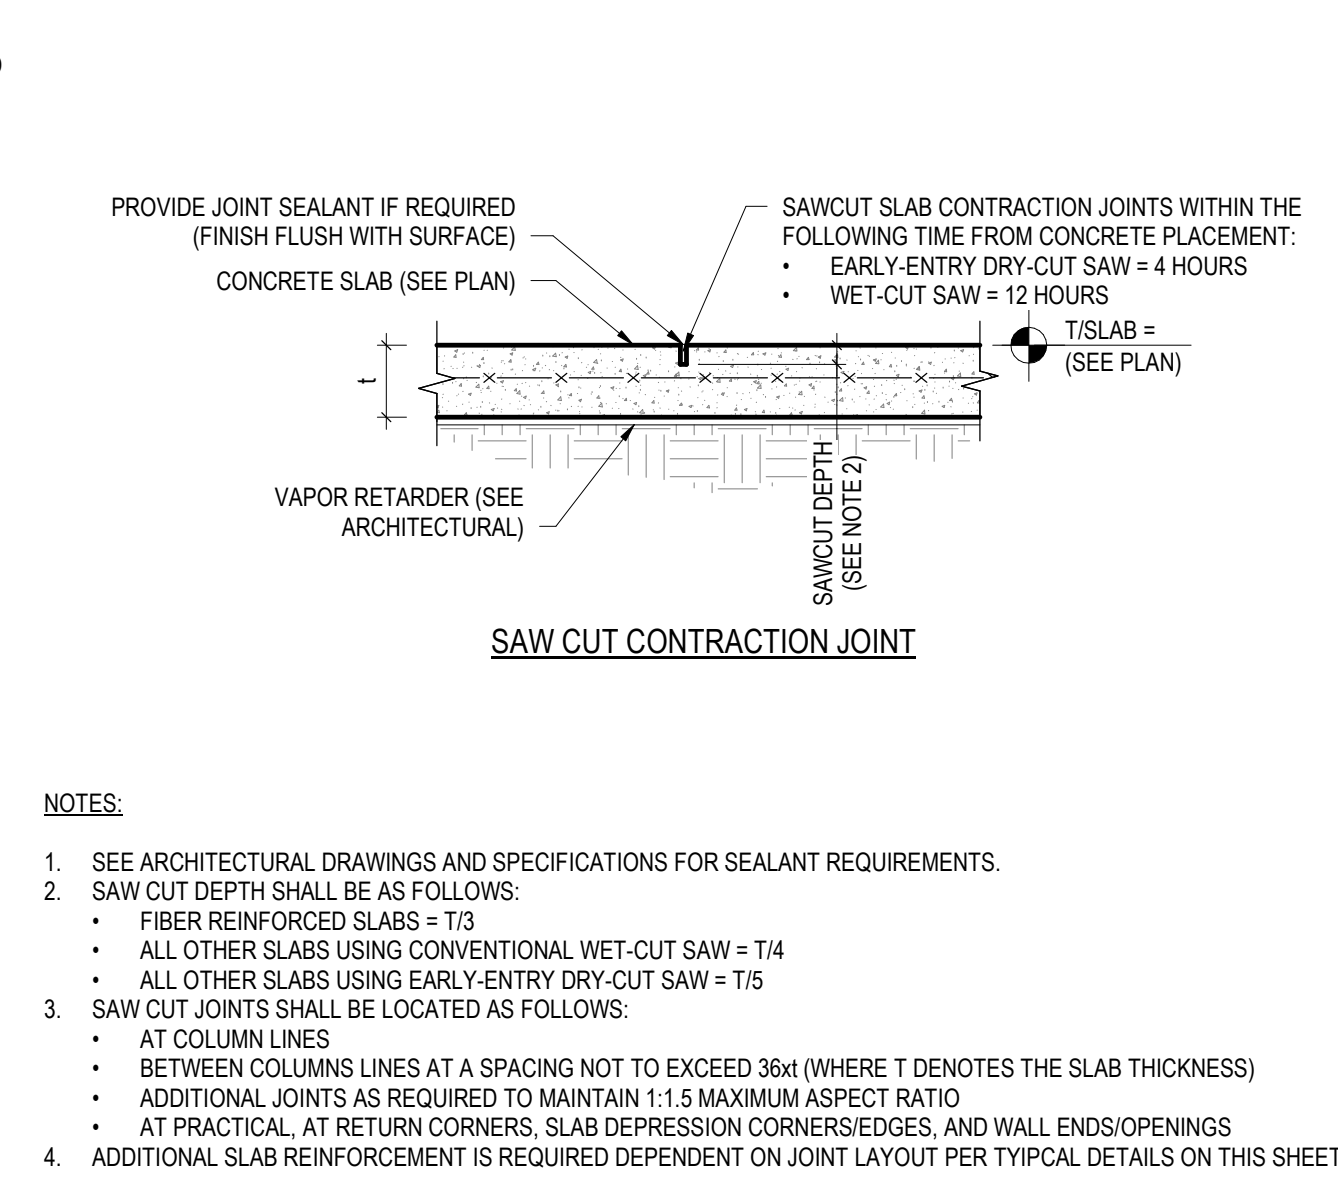 PROVIDE JOINT SEALANT IF REQUIRED
(FINISH FLUSH WITH SURFACE)
CONCRETE SLAB (SEE PLAN)
SAWCUT SLAB CONTRACTION JOINTS WITHIN THE
FOLLOWING TIME FROM CONCRETE PLACEMENT:
• EARLY-ENTRY DRY-CUT SAW = 4 HOURS
• WET-CUT SAW = 12 HOURS
T/SLAB =
(SEE PLAN)
t
VAPOR RETARDER (SEE
ARCHITECTURAL)
SAWCUT DEPTH
(SEE NOTE 2)
SAW CUT CONTRACTION JOINT
NOTES:
1. SEE ARCHITECTURAL DRAWINGS AND SPECIFICATIONS FOR SEALANT REQUIREMENTS.
2. SAW CUT DEPTH SHALL BE AS FOLLOWS:
• FIBER REINFORCED SLABS = T/3
• ALL OTHER SLABS USING CONVENTIONAL WET-CUT SAW = T/4
• ALL OTHER SLABS USING EARLY-ENTRY DRY-CUT SAW = T/5
3. SAW CUT JOINTS SHALL BE LOCATED AS FOLLOWS:
• AT COLUMN LINES
• BETWEEN COLUMNS LINES AT A SPACING NOT TO EXCEED 36xt (WHERE T DENOTES THE SLAB THICKNESS)
• ADDITIONAL JOINTS AS REQUIRED TO MAINTAIN 1:1.5 MAXIMUM ASPECT RATIO
• AT PRACTICAL, AT RETURN CORNERS, SLAB DEPRESSION CORNERS/EDGES, AND WALL ENDS/OPENINGS
4. ADDITIONAL SLAB REINFORCEMENT IS REQUIRED DEPENDENT ON JOINT LAYOUT PER TYIPCAL DETAILS ON THIS SHEET